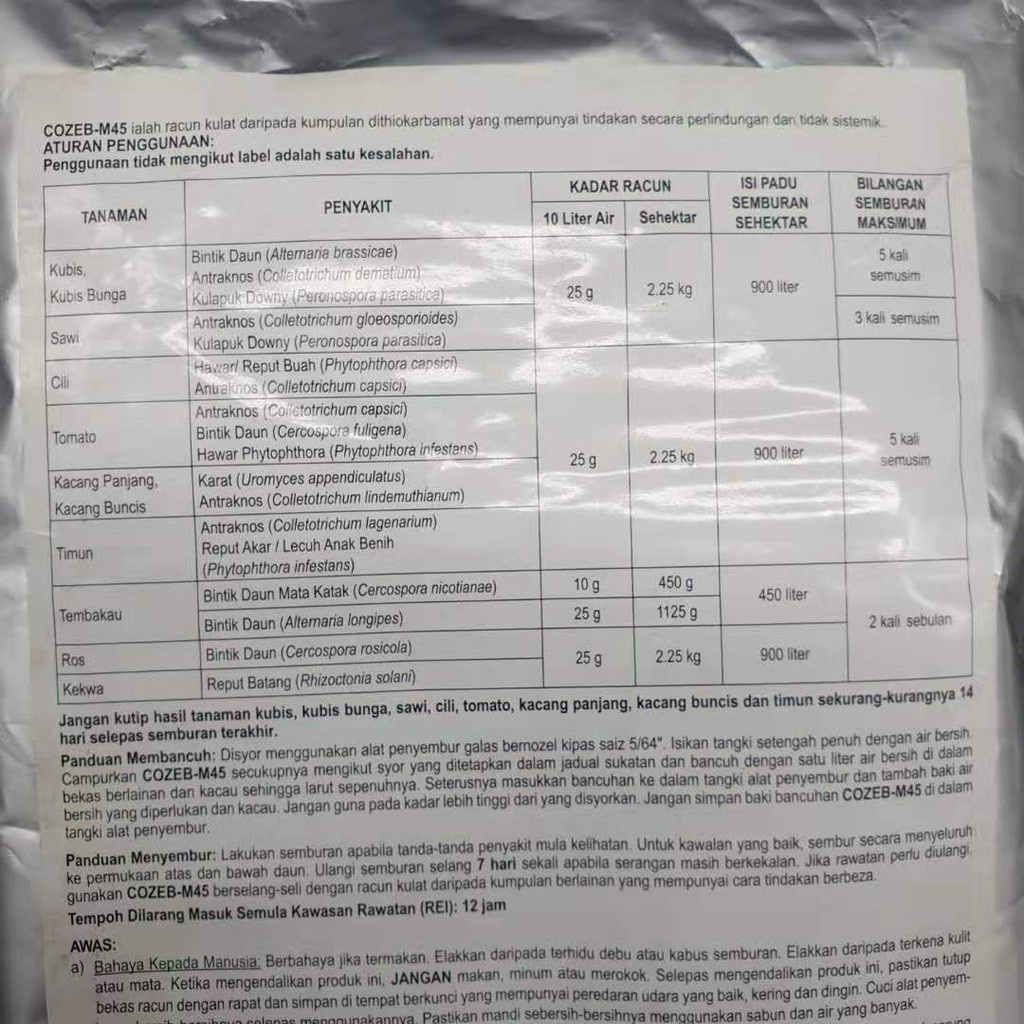 COZEB-M45 ialah racun kulat daripada kumpulan dithiokarbamat yang mempunyai tindakan secara perlindungan dan tidak sistemik.
ATURAN PENGGUNAAN:
Penggunaan tidak mengikut label adalah satu kesalahan.
TANAMAN
PENYAKIT
KADAR RACUN
10 Liter Air
Sehektar
ISI PADU
SEMBURAN
SEHEKTAR
BILANGAN
SEMBURAN
MAKSIMUM
Kubis,
Kubis Bunga
Bintik Daun (Alternaria brassicae)
Antraknos (Colletotrichum dematium)
Kulapuk Downy (Peronospora parasitica)
25 g
2.25 kg
900 liter
5 kali
semusim
Sawi
Antraknos (Colletotrichum gloeosporioides)
Kulapuk Downy (Peronospora parasitica)
3 kali semusim
Cili
Hawar/ Reput Buah (Phytophthora capsici)
Antraknos (Colletotrichum capsici)
Tomato
Antraknos (Colletotrichum capsici)
Bintik Daun (Cercospora fuligena)
Hawar Phytophthora (Phytophthora infestans)
25 g
2.25 kg
900 liter
5 kali
semusim
Kacang Panjang,
Kacang Buncis
Karat (Uromyces appendiculatus)
Antraknos (Colletotrichum lindemuthianum)
Timun
Antraknos (Colletotrichum lagenarium)
Reput Akar / Lecuh Anak Benih
(Phytophthora infestans)
Tembakau
Bintik Daun Mata Katak (Cercospora nicotianae)
10 g
450 g
450 liter
Bintik Daun (Alternaria longipes)
25 g
1125 g
2 kali sebulan
Ros
Bintik Daun (Cercospora rosicola)
25 g
2.25 kg
900 liter
Kekwa
Reput Batang (Rhizoctonia solani)
Jangan kutip hasil tanaman kubis, kubis bunga, sawi, cili, tomato, kacang panjang, kacang buncis dan timun sekurang-kurangnya 14
hari selepas semburan terakhir.
Panduan Membancuh: Disyor menggunakan alat penyembur galas bernozel kipas saiz 5/64". Isikan tangki setengah penuh dengan air bersih.
Campurkan COZEB-M45 secukupnya mengikut syor yang ditetapkan dalam jadual sukatan dan bancuh dengan satu liter air bersih di dalam
bekas berlainan dan kacau sehingga larut sepenuhnya. Seterusnya masukkan bancuhan ke dalam tangki alat penyembur dan tambah baki air
bersih yang diperlukan dan kacau. Jangan guna pada kadar lebih tinggi dari yang disyorkan. Jangan simpan baki bancuhan COZEB-M45 di dalam
tangki alat penyembur.
Panduan Menyembur: Lakukan semburan apabila tanda-tanda penyakit mula kelihatan. Untuk kawalan yang baik, sembur secara menyeluruh
ke permukaan atas dan bawah daun. Ulangi semburan selang 7 hari sekali apabila serangan masih berkekalan. Jika rawatan perlu diulangi,
gunakan COZEB-M45 berselang-seli dengan racun kulat daripada kumpulan berlainan yang mempunyai cara tindakan berbeza.
Tempoh Dilarang Masuk Semula Kawasan Rawatan (REI): 12 jam
AWAS:
a) Bahaya Kepada Manusia: Berbahaya jika termakan. Elakkan daripada terhidu debu atau kabus semburan. Elakkan daripada terkena kulit
atau mata. Ketika mengendalikan produk ini, JANGAN makan, minum atau merokok. Selepas mengendalikan produk ini, pastikan tutup
bekas racun dengan rapat dan simpan di tempat berkunci yang mempunyai peredaran udara yang baik, kering dan dingin. Cuci alat penyem-
selepas menggunakannya. Pastikan mandi sebersih-bersihnya menggunakan sabun dan air yang banyak.